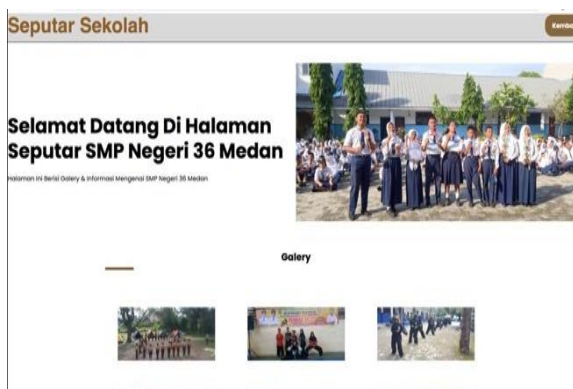 Seputar Sekolah
Kemba
Selamat Datang Di Halaman
Seputar SMP Negeri 36 Medan
Halaman Ini Berisi Galery & Informasi Mengenai SMP Negeri 36 Medan
Galery